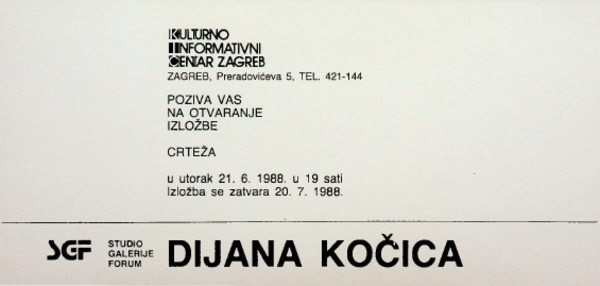 KULTURNO
INFORMATIVNI
CENTAR ZAGREB
ZAGREB, Preradovićeva 5, TEL. 421-144
POZIVA VAS
NA OTVARANJE
IZLOŽBE
CRTEŽA
u utorak 21. 6. 1988. u 19 sati
Izložba se zatvara 20. 7. 1988.
SGF
STUDIO
GALERIJE
FORUM
DIJANA KOČICA